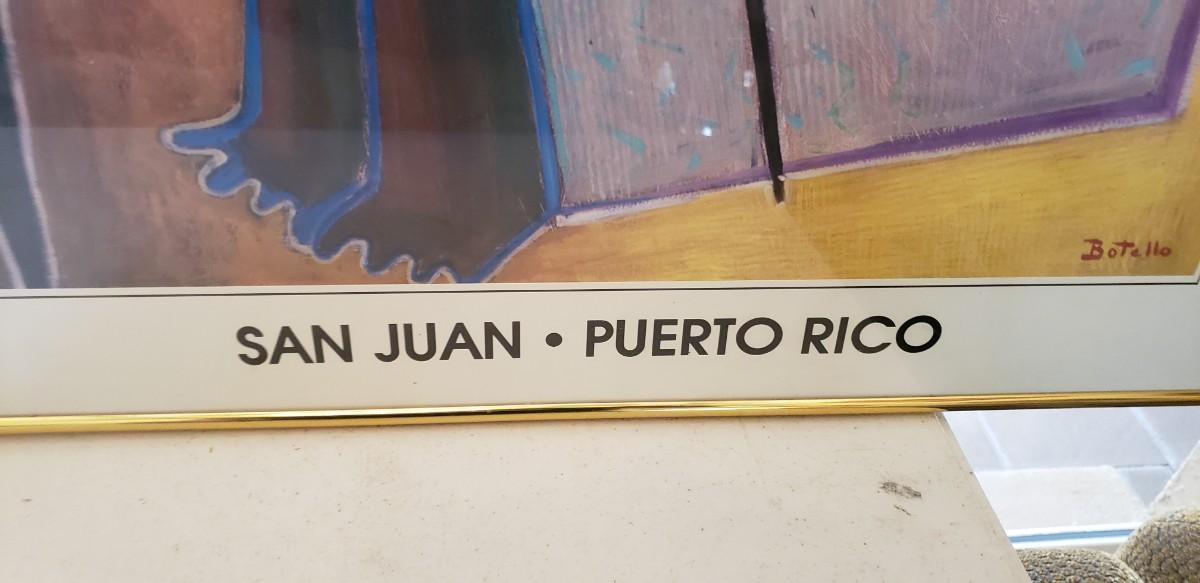 Botello
SAN JUAN • PUERTO RICO